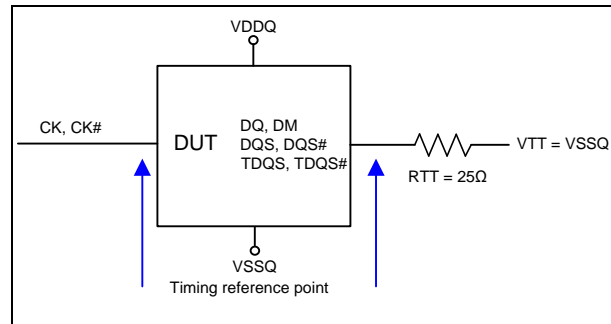 VDDQ
CK, CK#
DUT
DQ, DM
DQS, DQS#
TDQS, TDQS#
VTT = VSSQ
RTT = 25Ω
VSSQ
Timing reference point